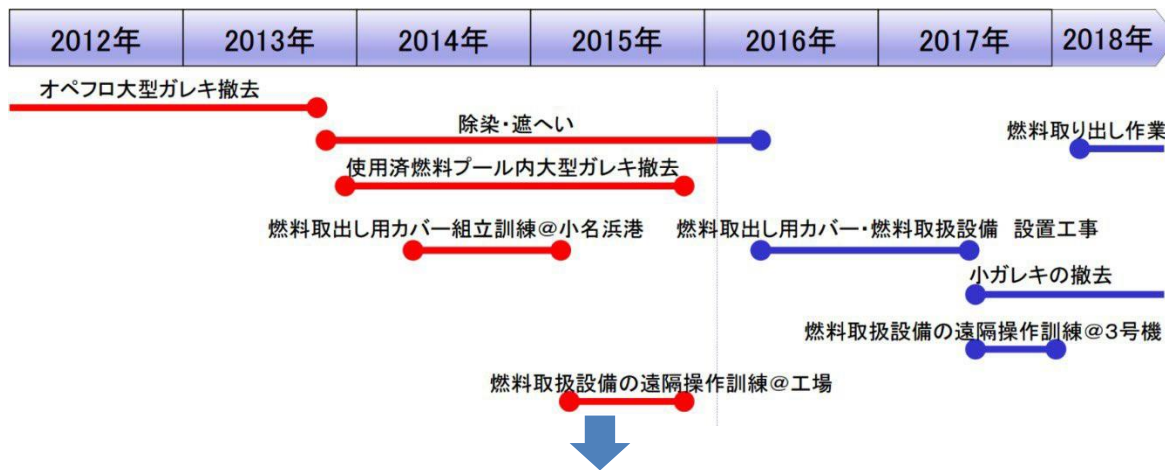 2012年 2013年 2014年 2015年 2016年 2017年 2018年
オペフロ大型ガレキ撤去
除染・遮へい
燃料取り出し作業
使用済燃料プール内大型ガレキ撤去
燃料取出し用カバー組立訓練＠小名浜港
燃料取出し用カバー・燃料取扱設備 設置工事
小ガレキの撤去
燃料取扱設備の遠隔操作訓練＠3号機
燃料取扱設備の遠隔操作訓練＠工場